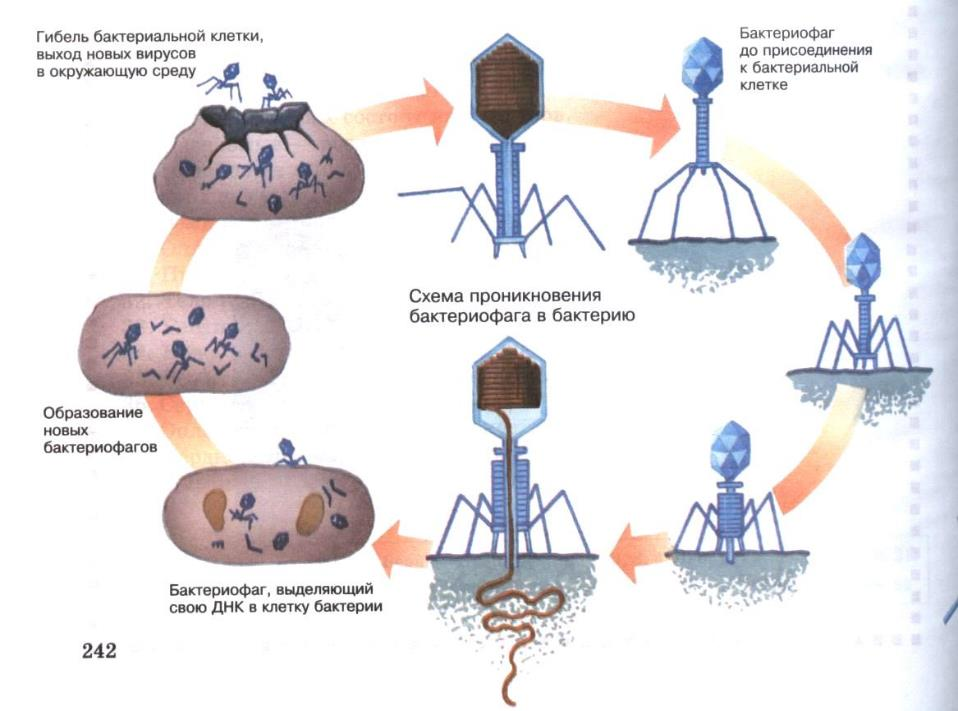 Гибель бактериальной клетки,
выход новых вирусов
в окружающую среду
Бактериофаг
до присоединения
к бактериальной
клетке
Схема проникновения
бактериофага в бактерию
Образование
новых
бактериофагов
Бактериофаг, выделяющий
свою ДНК в клетку бактерии
242